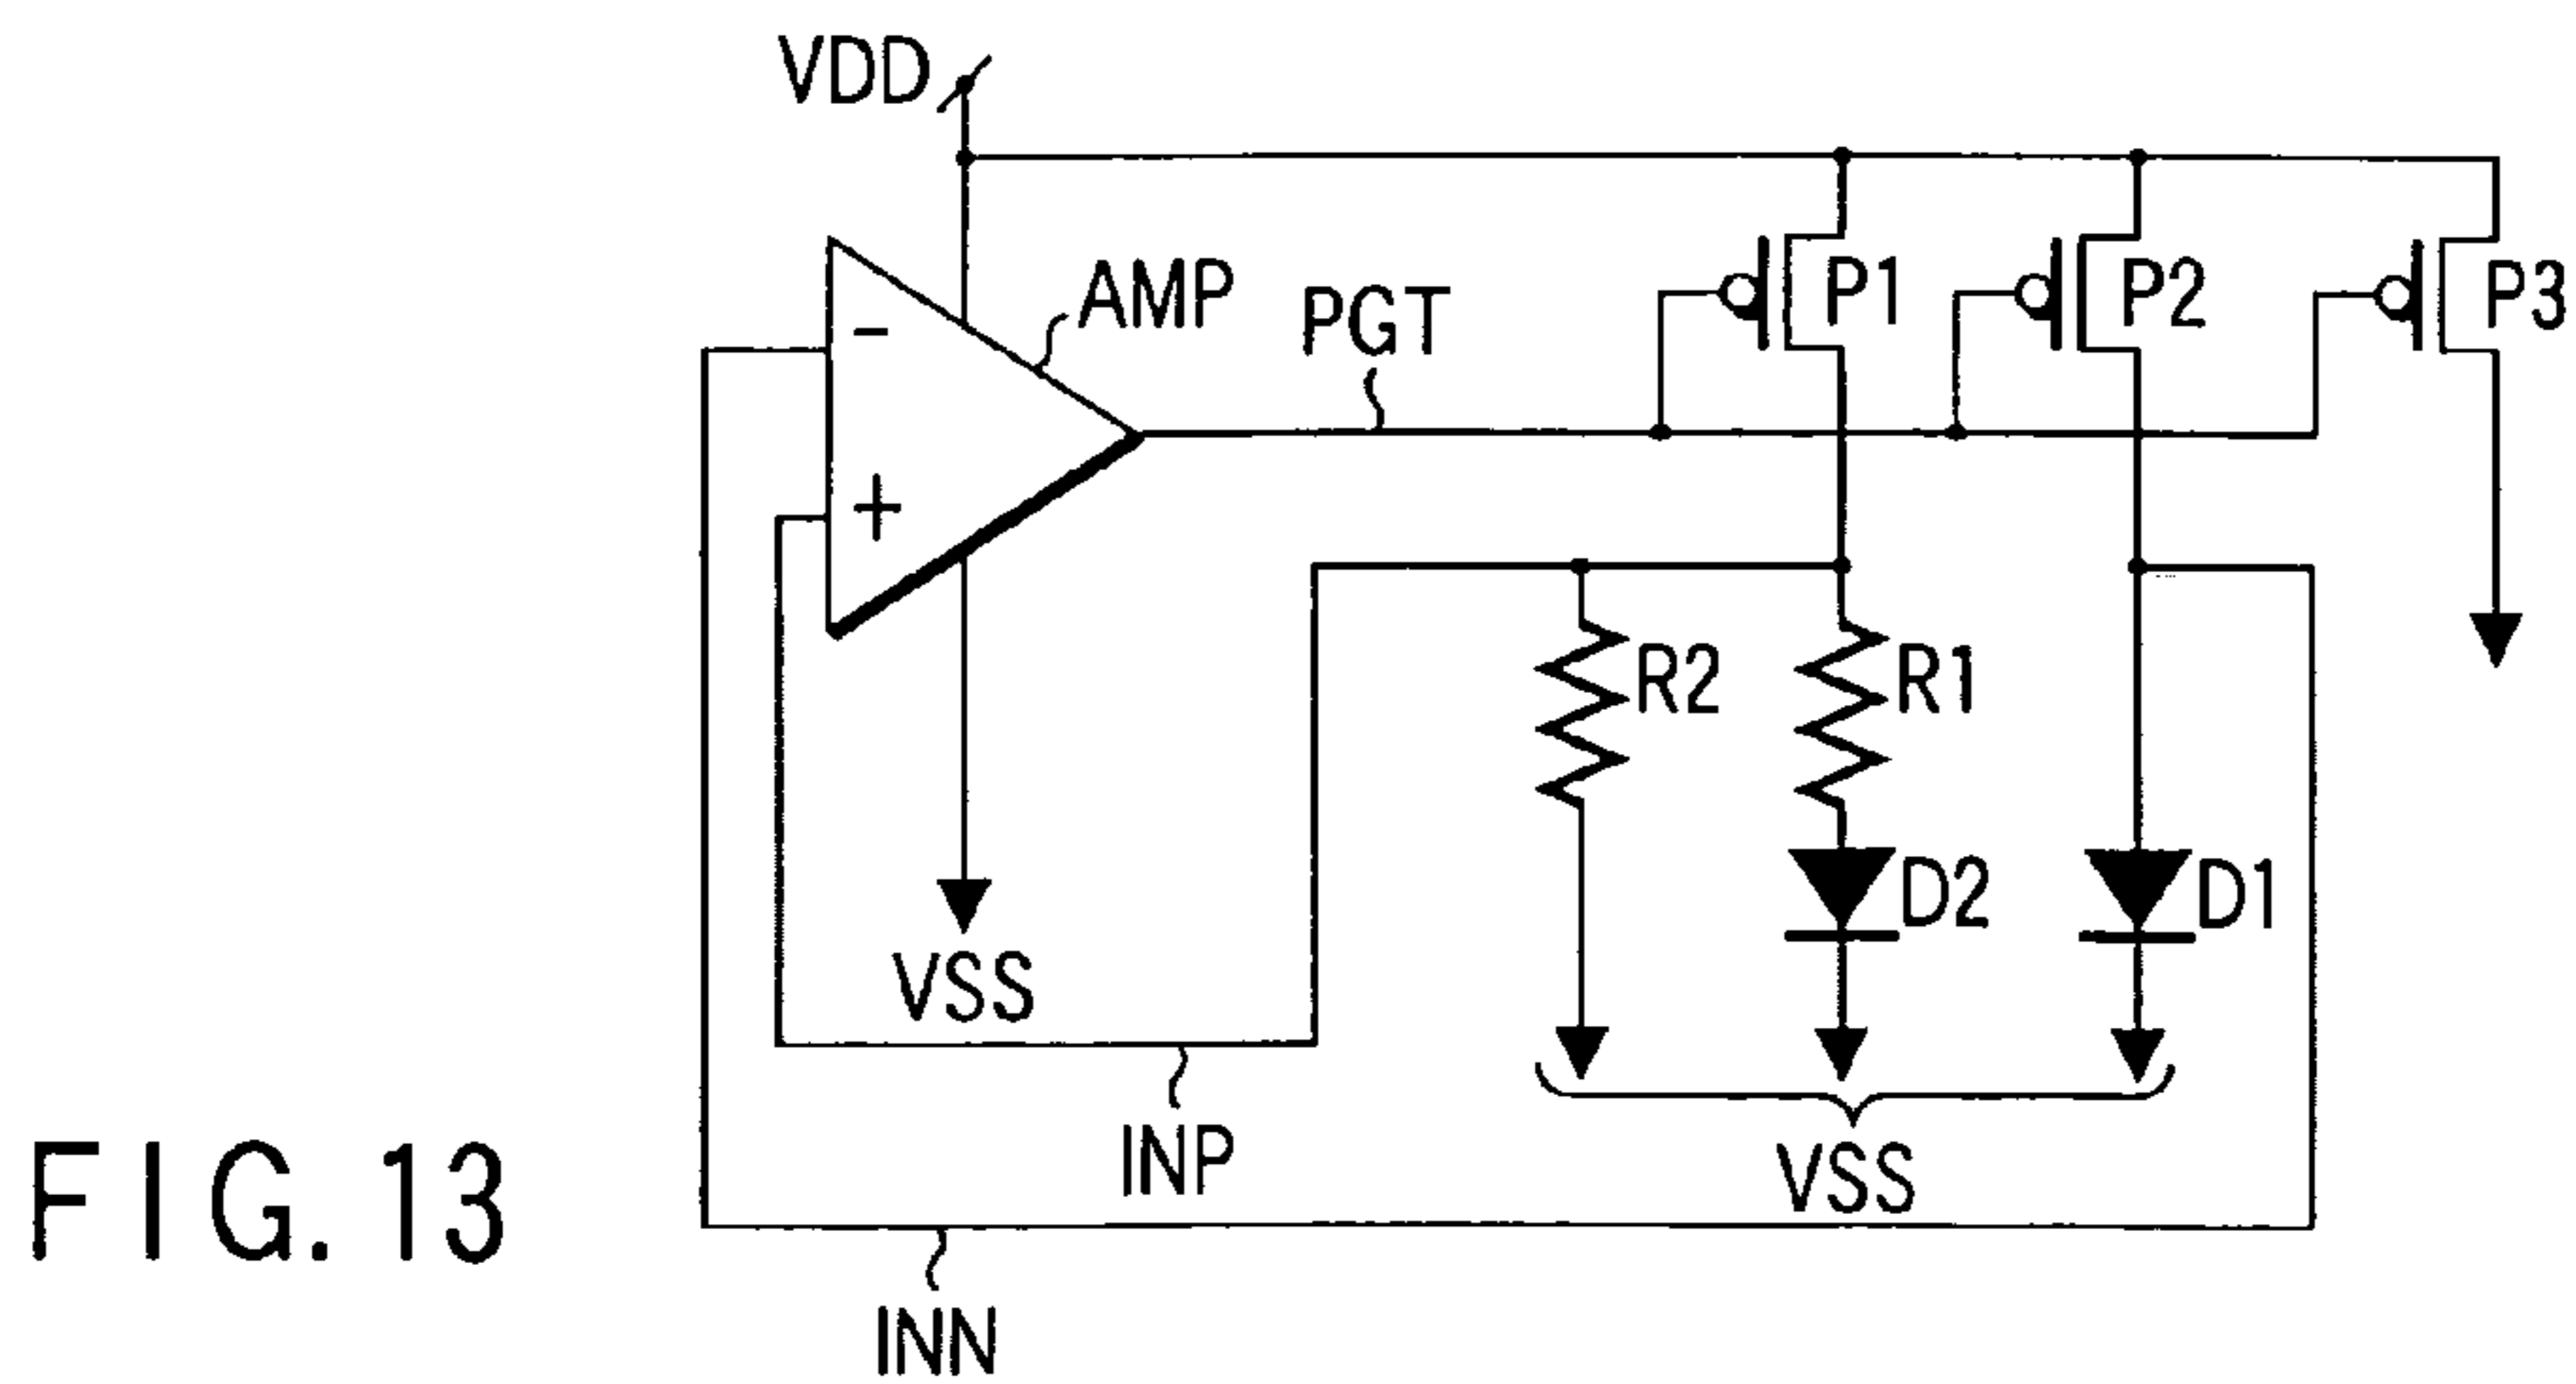 VDD
AMP
PGT
P1
P2
P3
-
+
R2
R1
D2
D1
VSS
INP
VSS
INN
FIG. 13